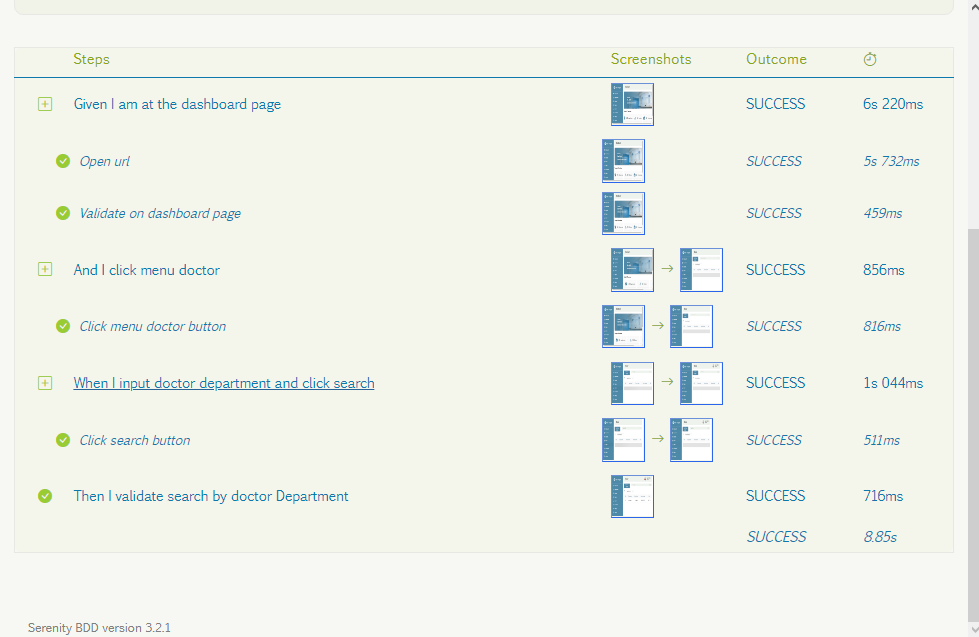 Steps Screenshots Outcome
Given I am at the dashboard page SUCCESS 6s 220ms
Open url SUCCESS 5s 732ms
Validate on dashboard page SUCCESS 459ms
And I click menu doctor SUCCESS 856ms
Click menu doctor button SUCCESS 816ms
When I input doctor department and click search SUCCESS 1s 044ms
Click search button SUCCESS 511ms
Then I validate search by doctor Department SUCCESS 716ms
SUCCESS 8.85s
Serenity BDD version 3.2.1